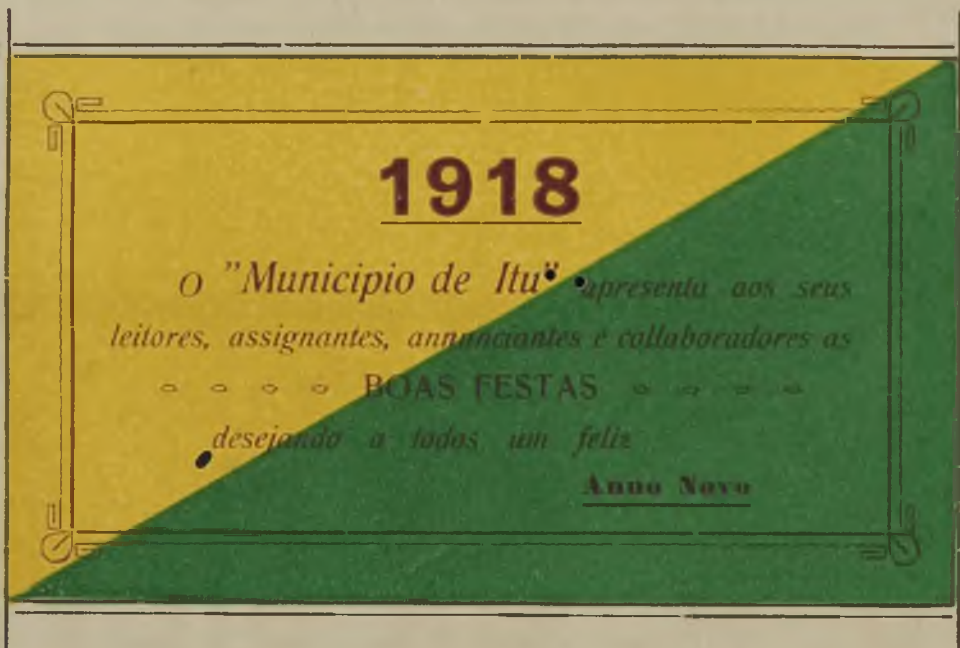 1918
O "Municipio de Itu" apresenta aos seus
leitores, assignantes, annunciantes e collaboradores as
BOAS FESTAS
desejando a todos um feliz
Anno Novo